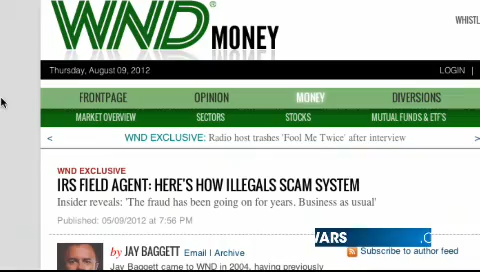 WND®
MONEY
WHISTL
Thursday, August 09, 2012
LOGIN |
FRONTPAGE OPINION MONEY DIVERSIONS
MARKET OVERVIEW SECTORS STOCKS MUTUAL FUNDS & ETF'S
< WND EXCLUSIVE: Radio host trashes 'Fool Me Twice' after interview >
WND EXCLUSIVE
IRS FIELD AGENT: HERE'S HOW ILLEGALS SCAM SYSTEM
Insider reveals: 'The fraud has been going on for years. Business as usual'
Published: 05/09/2012 at 7:56 PM
WARS .C
by JAY BAGGETT Email | Archive
Subscribe to author feed
Jay Baggett came to WND in 2004, having previously